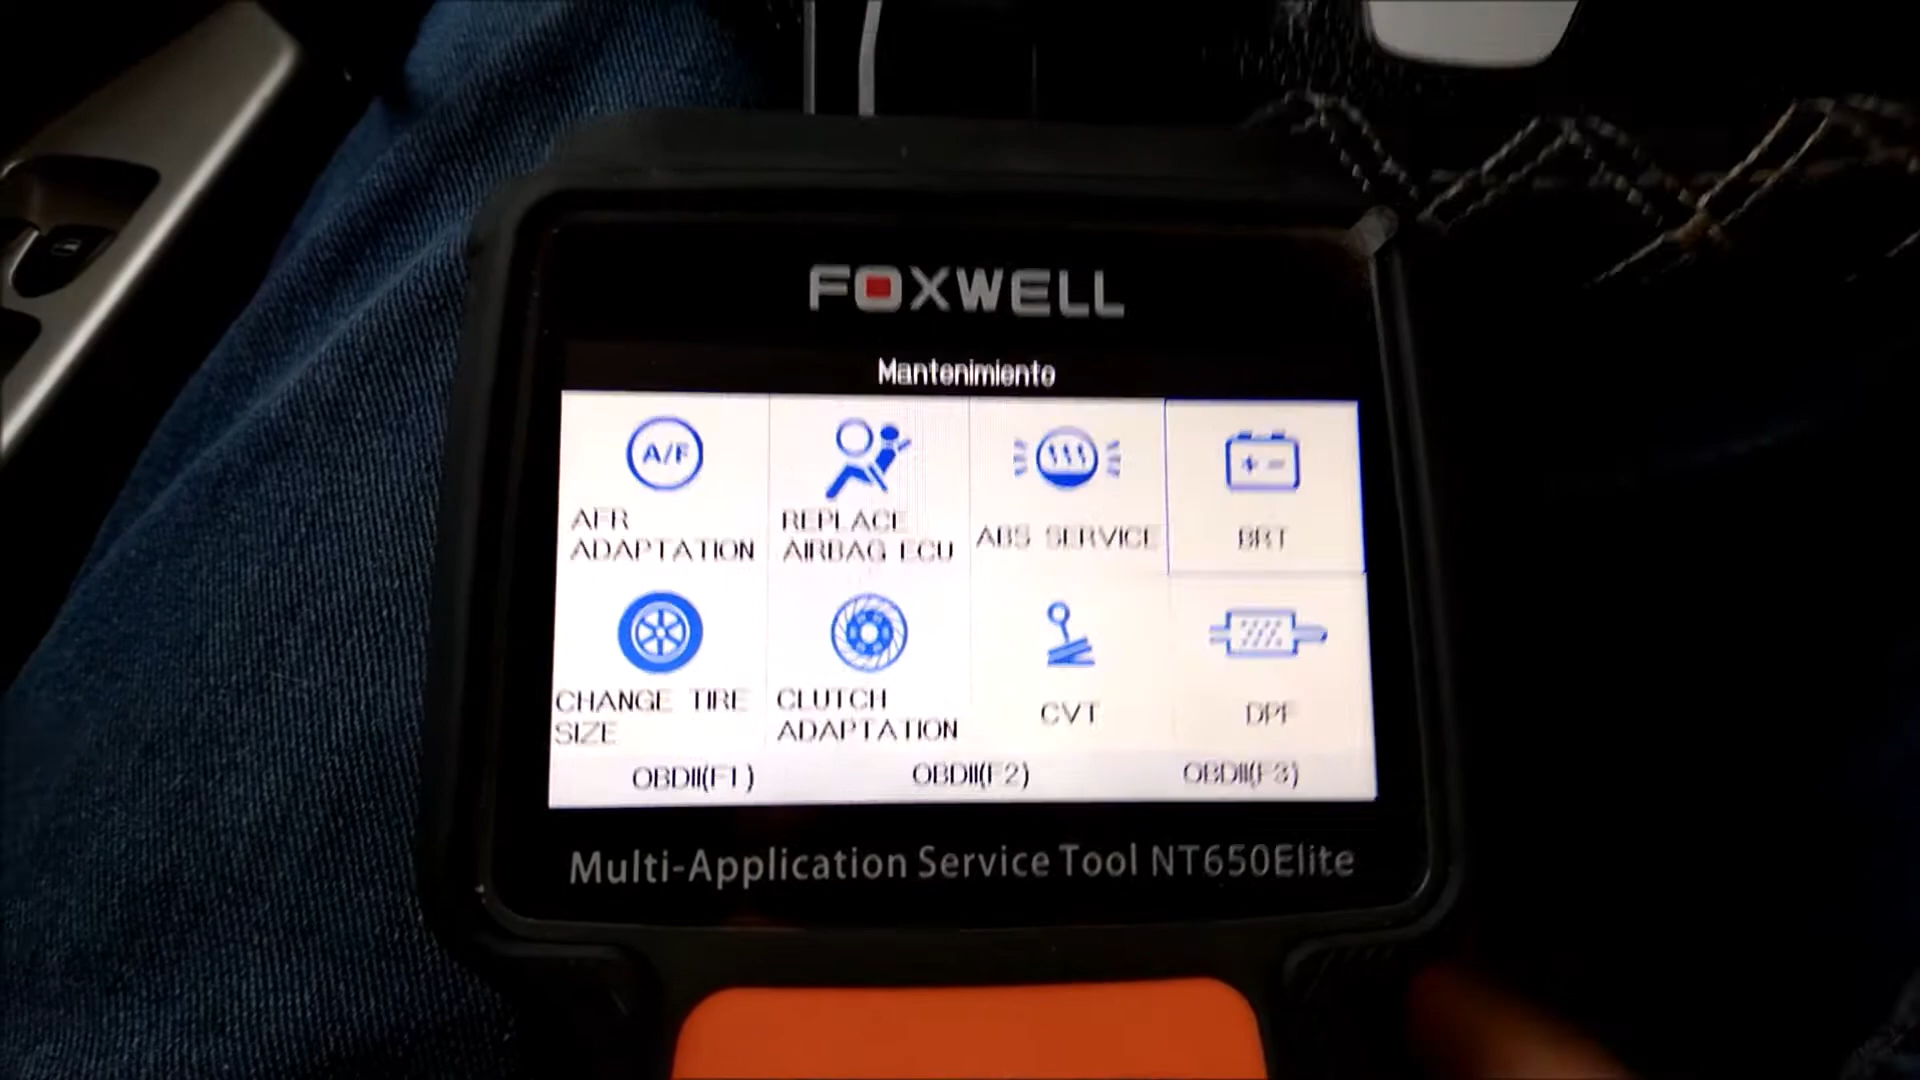 FOXWELL
Mantenimiento
A/F
AFR
ADAPTATION
REPLACE
AIRBAG ECU
ABS SERVICE
+ -
BRT
CHANGE TIRE
SIZE
CLUTCH
ADAPTATION
CVT
DPF
OBDII(F1)
OBDII(F2)
OBDII(F3)
Multi-Application Service Tool NT650Elite